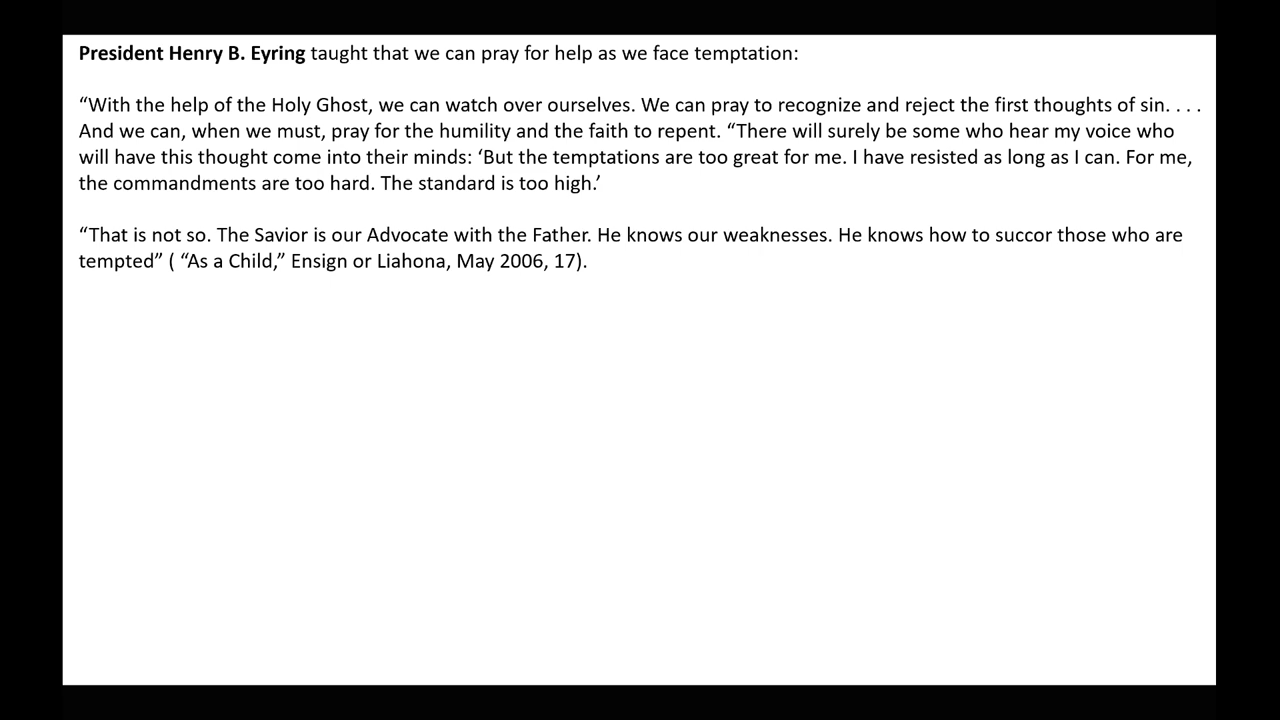 President Henry B. Eyring taught that we can pray for help as we face temptation:
“With the help of the Holy Ghost, we can watch over ourselves. We can pray to recognize and reject the first thoughts of sin. . . .
And we can, when we must, pray for the humility and the faith to repent. “There will surely be some who hear my voice who
will have this thought come into their minds: ‘But the temptations are too great for me. I have resisted as long as I can. For me,
the commandments are too hard. The standard is too high.’
“That is not so. The Savior is our Advocate with the Father. He knows our weaknesses. He knows how to succor those who are
tempted” ( “As a Child,” Ensign or Liahona, May 2006, 17).